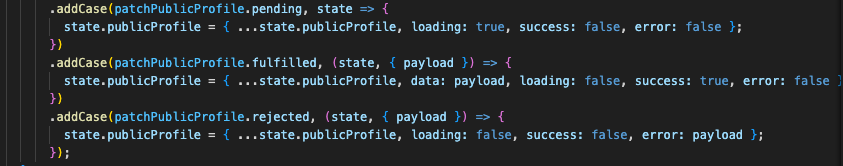 .addCase(patchPublicProfile.pending, state => {
state.publicProfile = { ...state.publicProfile, loading: true, success: false, error: false };
})
.addCase(patchPublicProfile.fulfilled, (state, { payload }) => {
state.publicProfile = { ...state.publicProfile, data: payload, loading: false, success: true, error: false }
})
.addCase(patchPublicProfile.rejected, (state, { payload }) => {
state.publicProfile = { ...state.publicProfile, loading: false, success: false, error: payload };
});